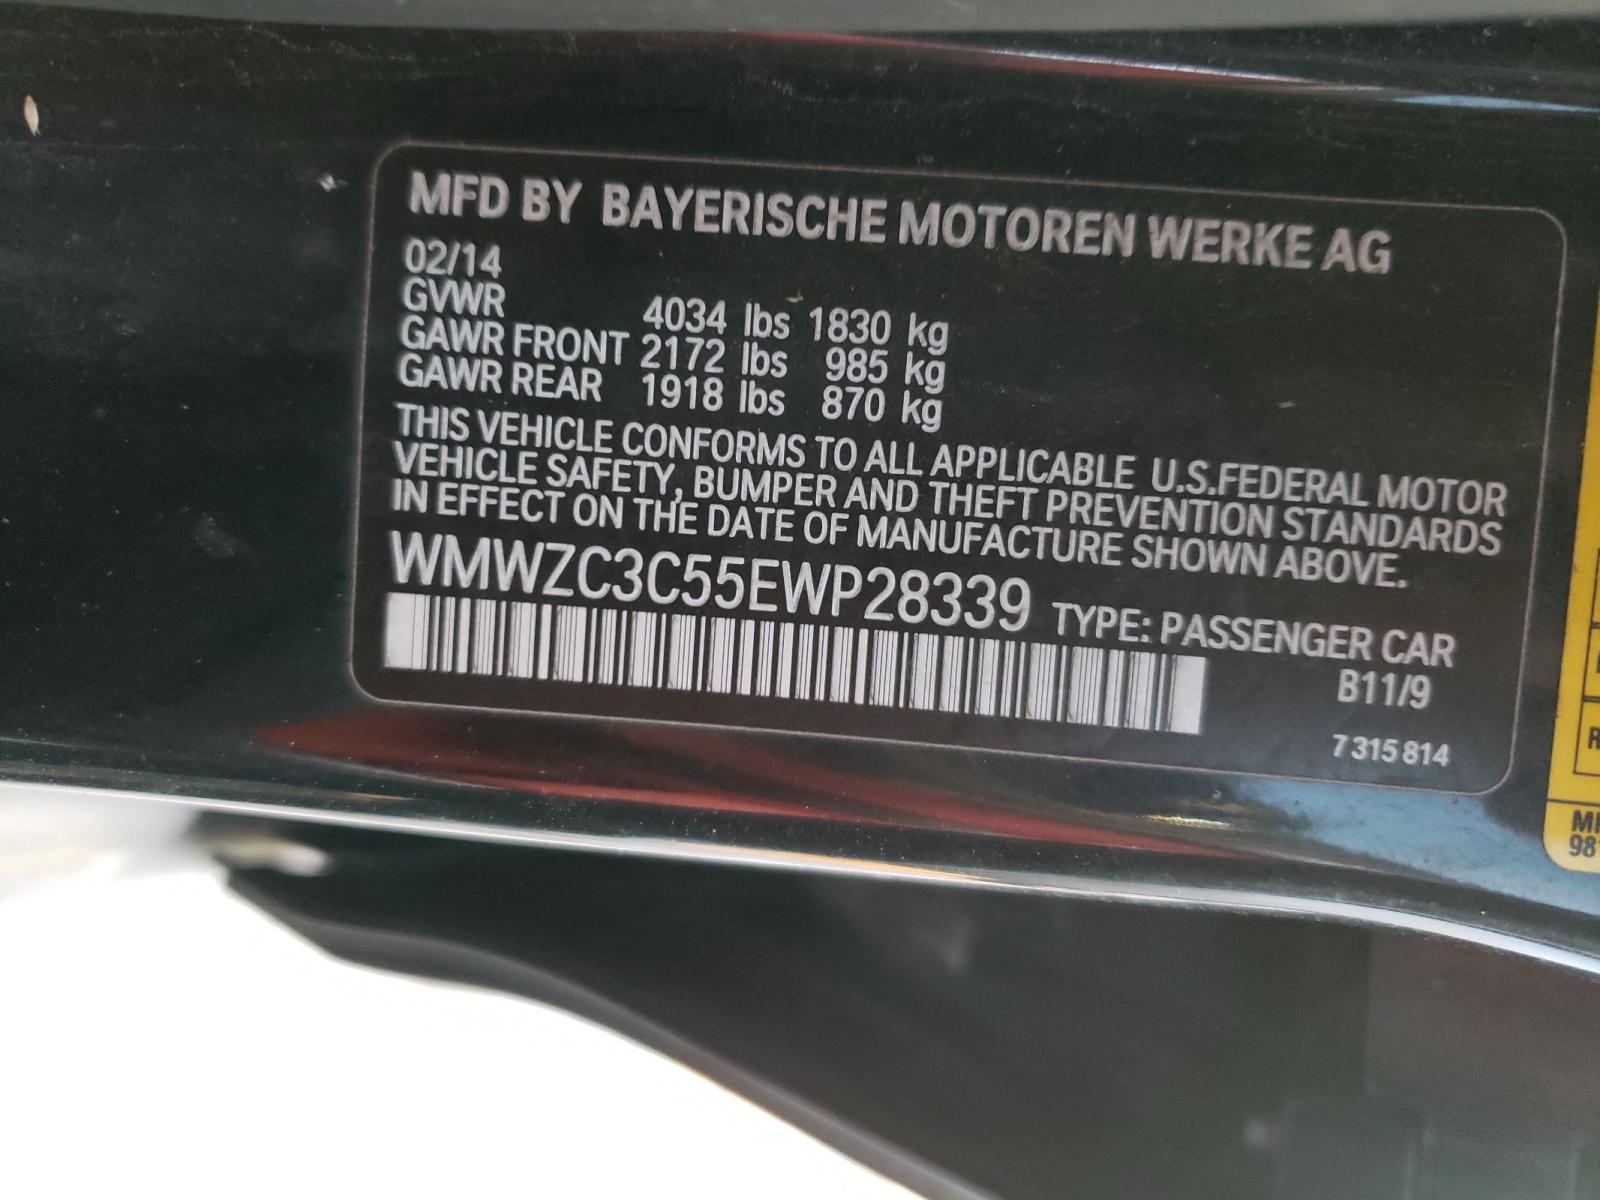 MFD BY BAYERISCHE MOTOREN WERKE AG
02/14
GVWR 4034 lbs 1830 kg
GAWR FRONT 2172 lbs 985 kg
GAWR REAR 1918 lbs 870 kg
THIS VEHICLE CONFORMS TO ALL APPLICABLE U.S.FEDERAL MOTOR
VEHICLE SAFETY, BUMPER AND THEFT PREVENTION STANDARDS
IN EFFECT ON THE DATE OF MANUFACTURE SHOWN ABOVE.
WMWZC3C55EWP28339 TYPE: PASSENGER CAR
B11/9
7 315 814